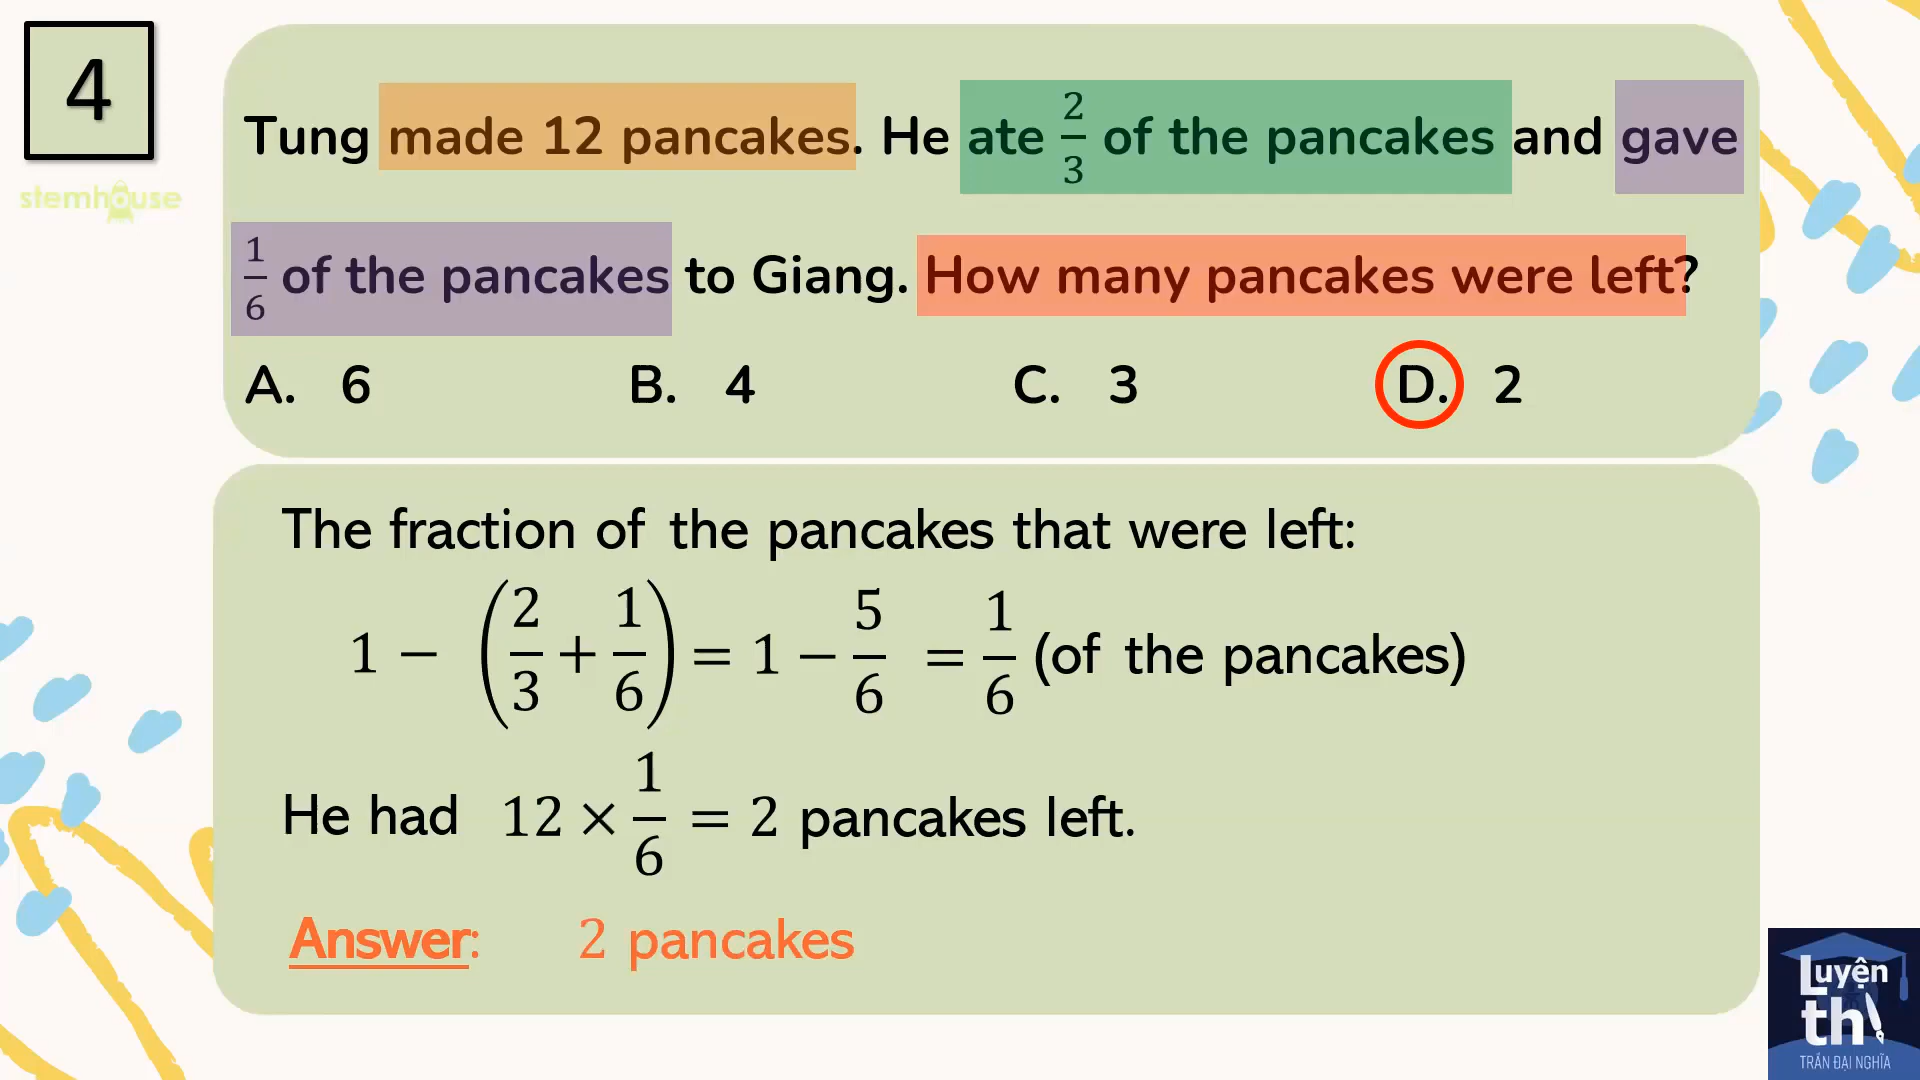 4
stemhouse
Tung made 12 pancakes. He ate 2/3 of the pancakes and gave
1/6 of the pancakes to Giang. How many pancakes were left?
A. 6 B. 4 C. 3 D. 2
The fraction of the pancakes that were left:
1 − (2/3 + 1/6) = 1 − 5/6 = 1/6 (of the pancakes)
He had 12 × 1/6 = 2 pancakes left.
Answer: 2 pancakes
Luyện
thi
TRẦN ĐẠI NGHĨA